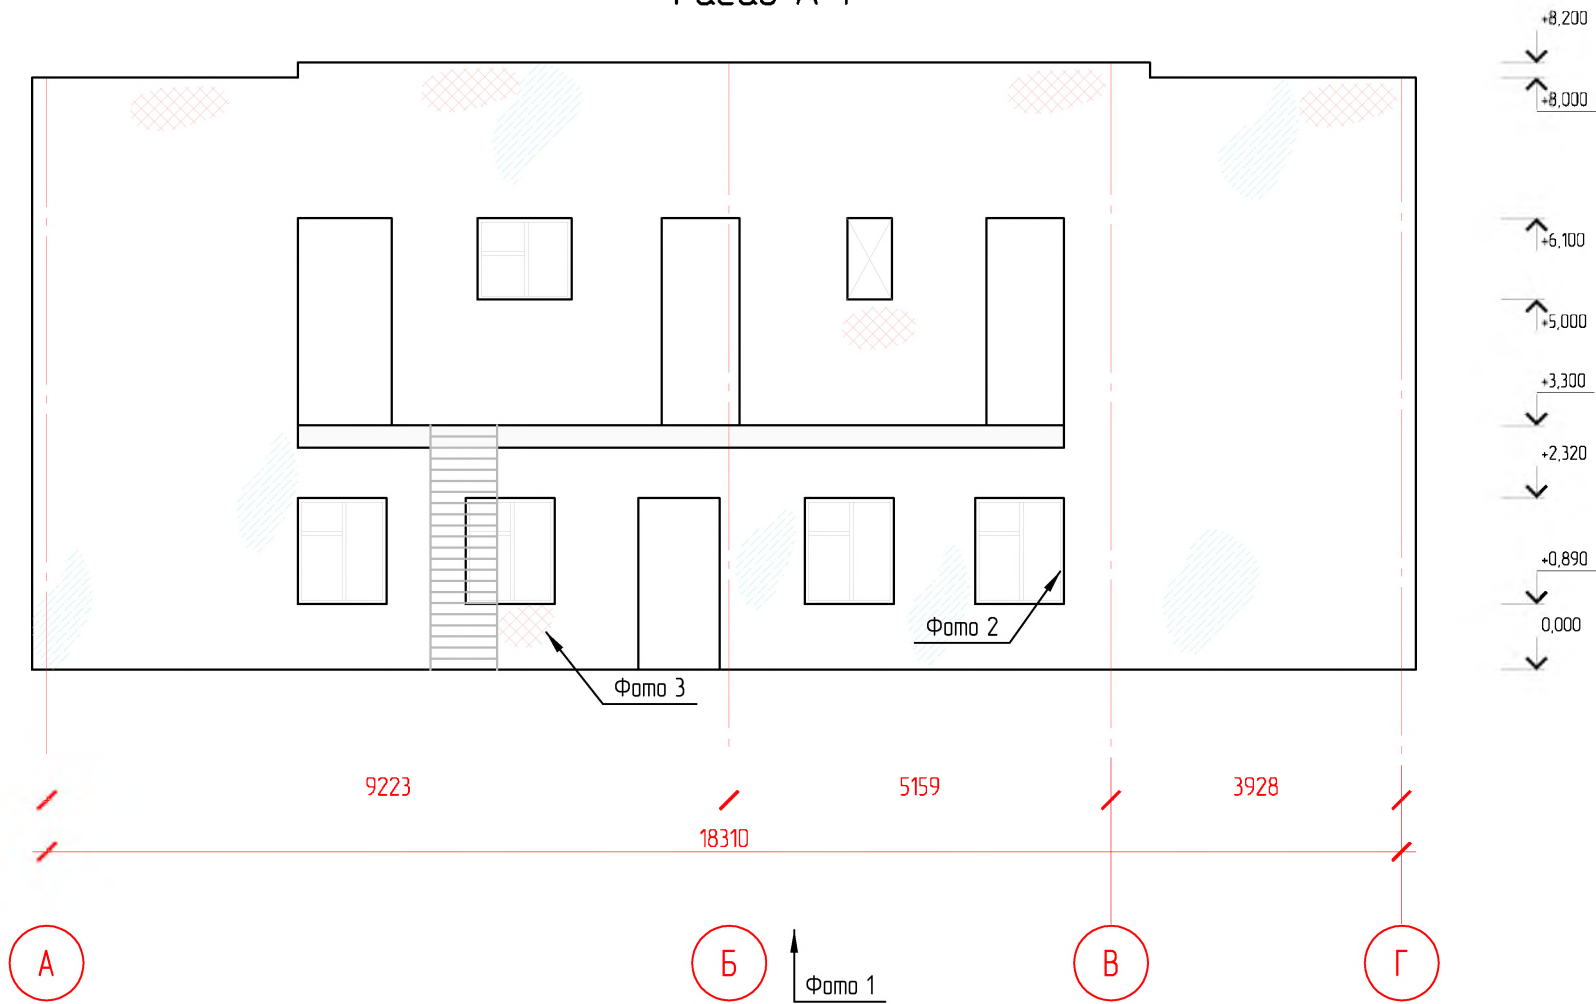 Фасад А-Г
+8,200
+8,000
+6,100
+5,000
+3,300
+2,320
+0,890
0,000
Фото 2
Фото 3
9223
5159
3928
18310
А
Б
В
Г
Фото 1